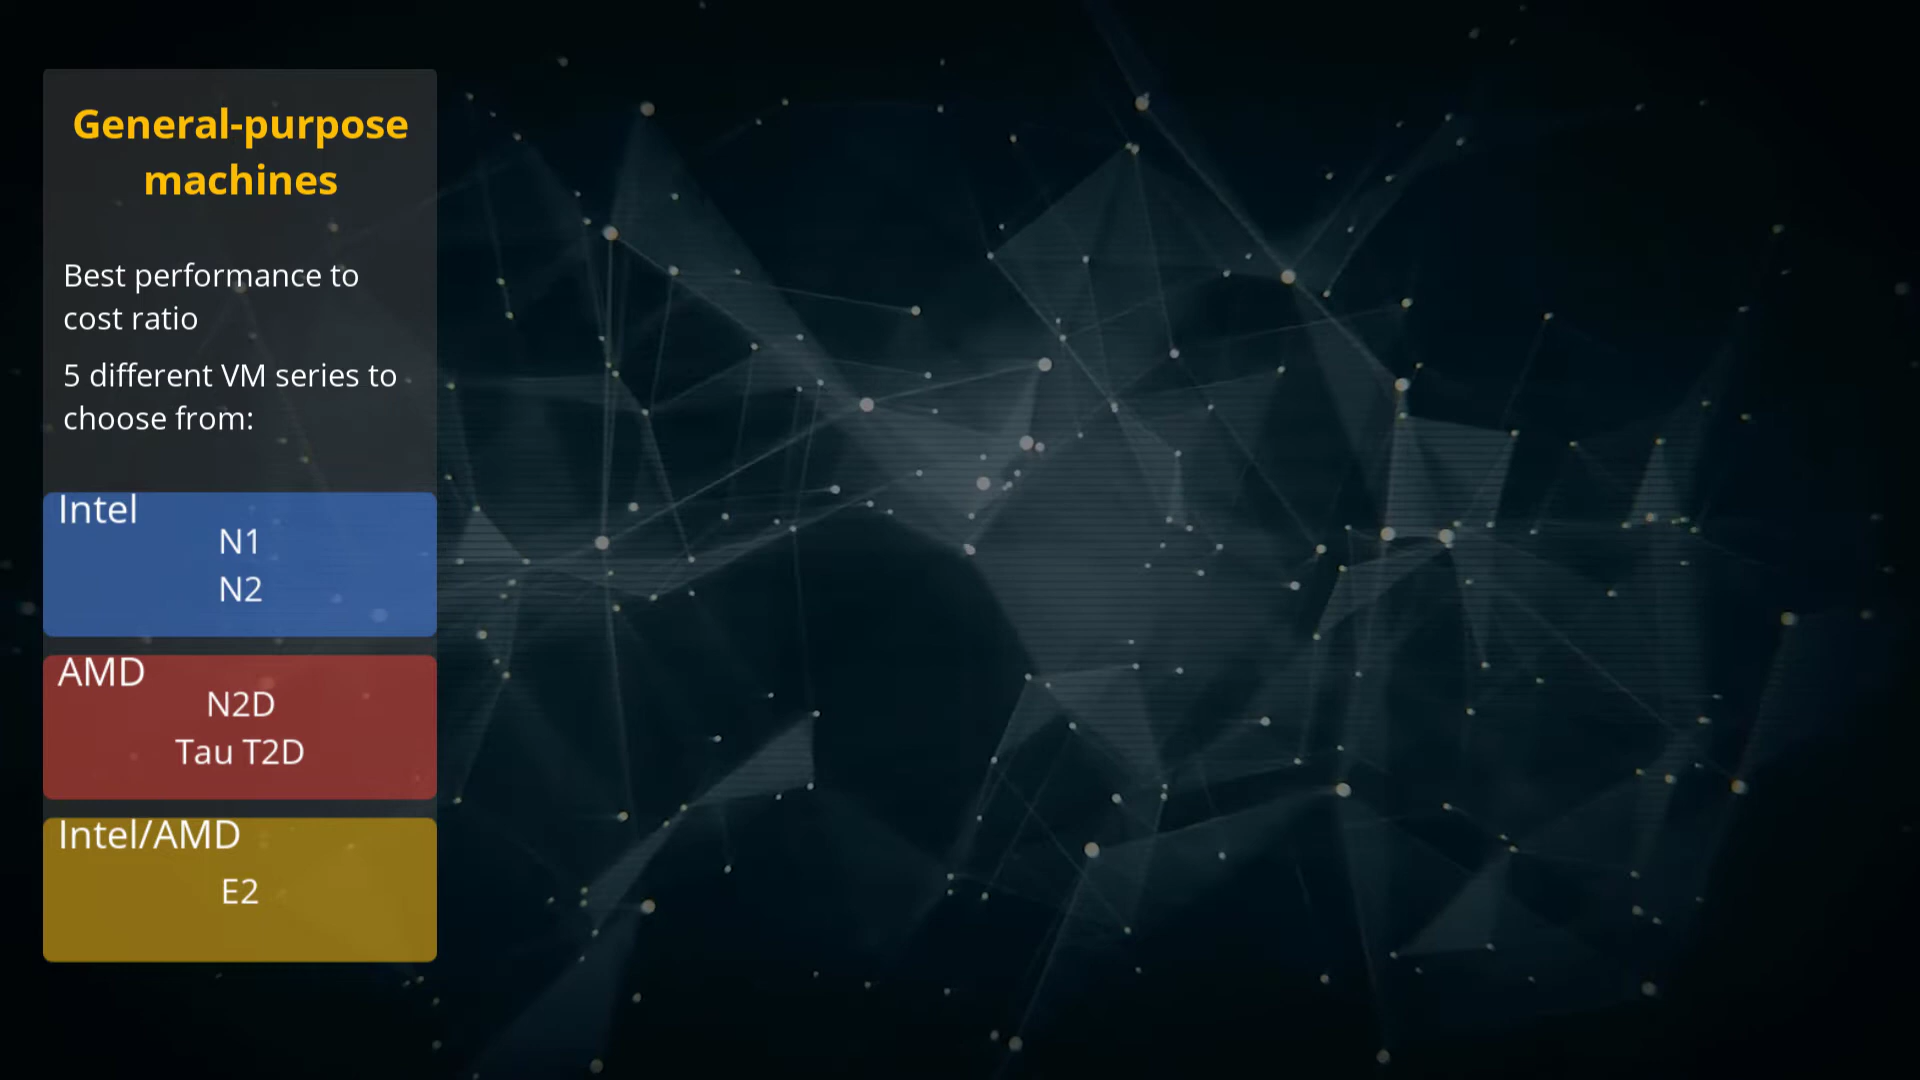 General-purpose
machines
Best performance to
cost ratio
5 different VM series to
choose from:
Intel
N1
N2
AMD
N2D
Tau T2D
Intel/AMD
E2